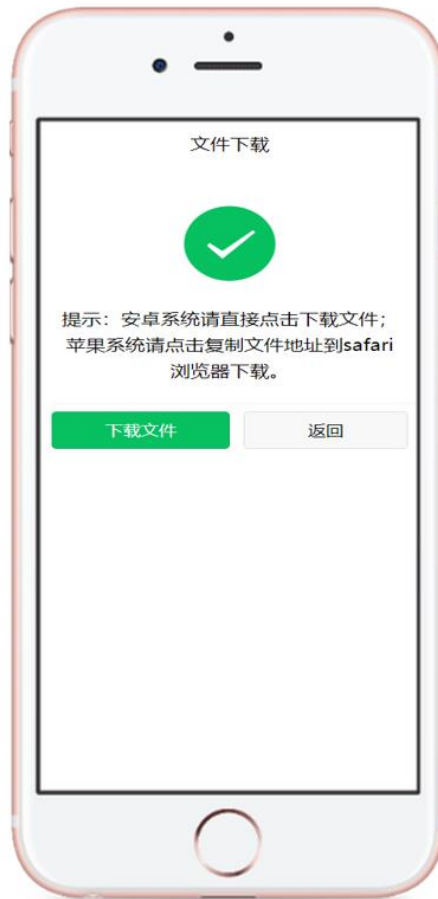 文件下载
提示：安卓系统请直接点击下载文件；
苹果系统请点击复制文件地址到safari
浏览器下载。
下载文件
返回